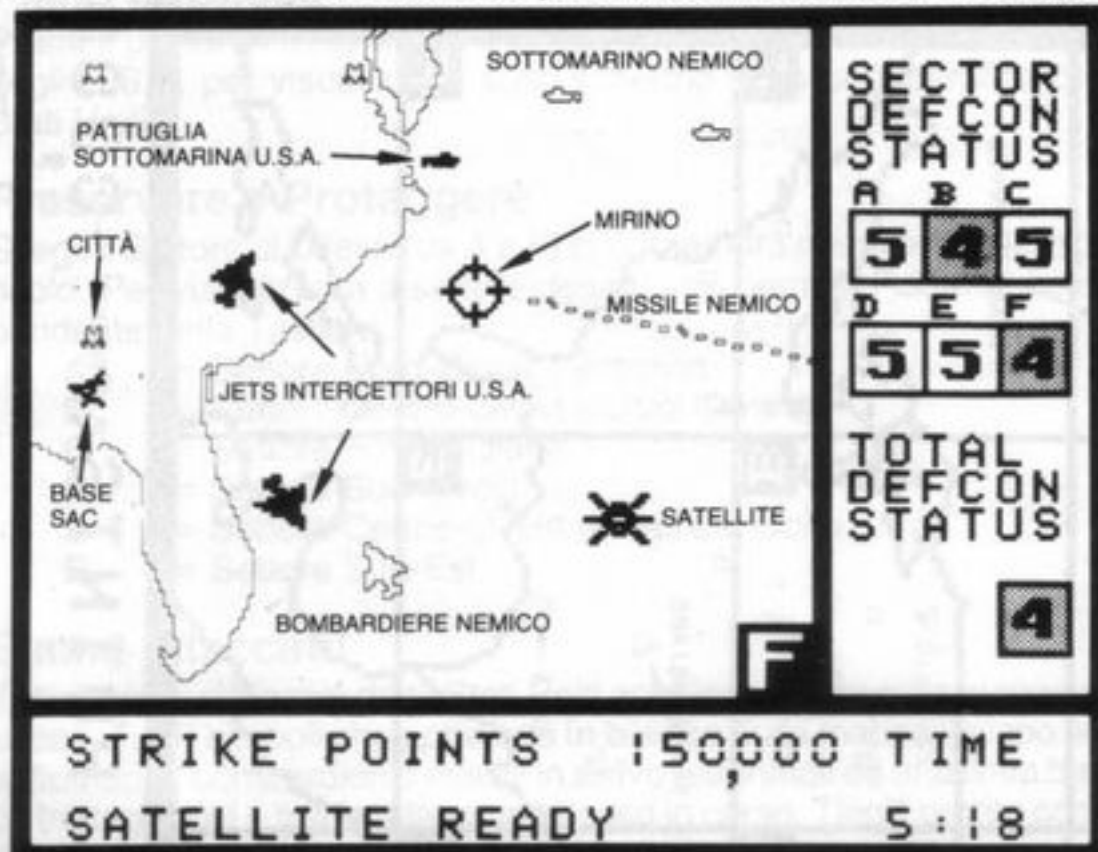 SOTTOMARINO NEMICO
PATTUGLIA
SOTTOMARINA U.S.A.
CITTÀ
MIRINO
MISSILE NEMICO
JETS INTERCETTORI U.S.A.
BASE
SAC
SATELLITE
BOMBARDIERE NEMICO
F
SECTOR
DEFCON
STATUS
A B C
5 4 5
D E F
5 5 4
TOTAL
DEFCON
STATUS
4
STRIKE POINTS :50,000 TIME
SATELLITE READY 5:18